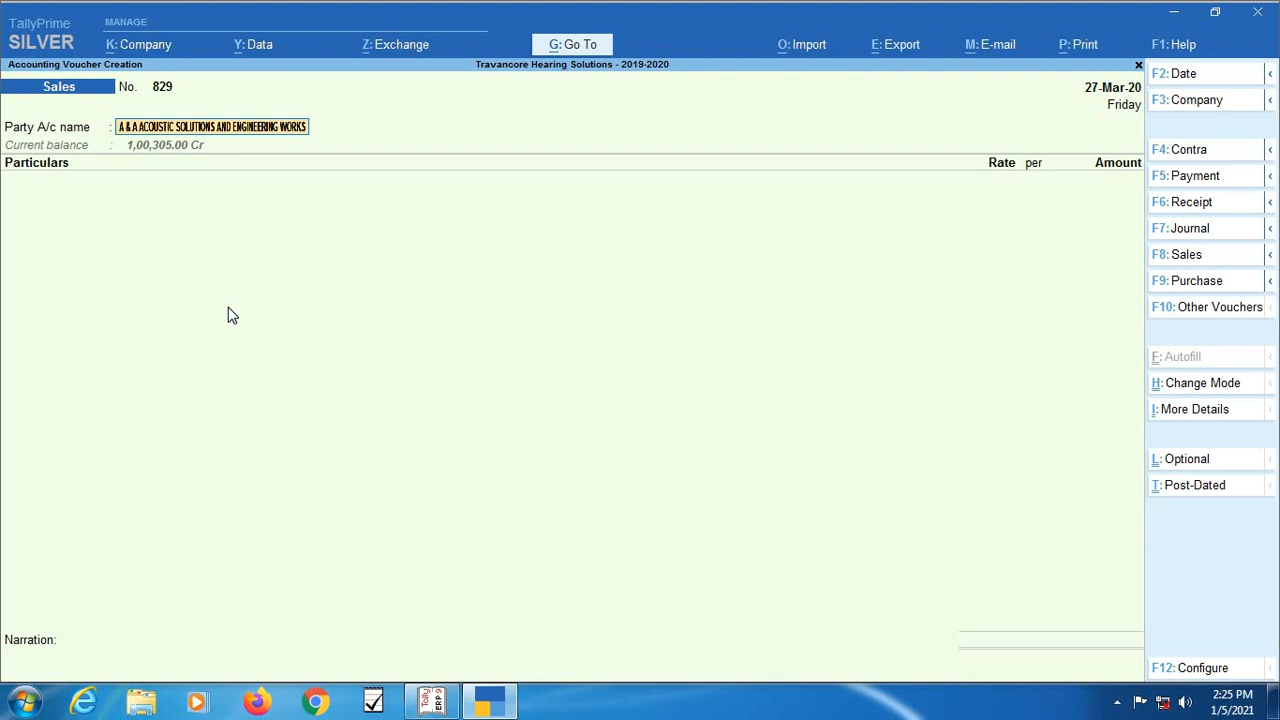 TallyPrime
MANAGE
SILVER
K: Company
Y: Data
Z: Exchange
G: Go To
O: Import
E: Export
M: E-mail
P: Print
F1: Help
Accounting Voucher Creation
Travancore Hearing Solutions - 2019-2020
Sales
No. 829
27-Mar-20
Friday
Party A/c name : A & A ACOUSTIC SOLUTIONS AND ENGINEERING WORKS
Current balance : 1,00,305.00 Cr
Particulars
Rate per
Amount
F2: Date
F3: Company
F4: Contra
F5: Payment
F6: Receipt
F7: Journal
F8: Sales
F9: Purchase
F10: Other Vouchers
F: Autofill
H: Change Mode
I: More Details
L: Optional
T: Post-Dated
Narration:
F12: Configure
Tally
ERP 9
2:25 PM
1/5/2021